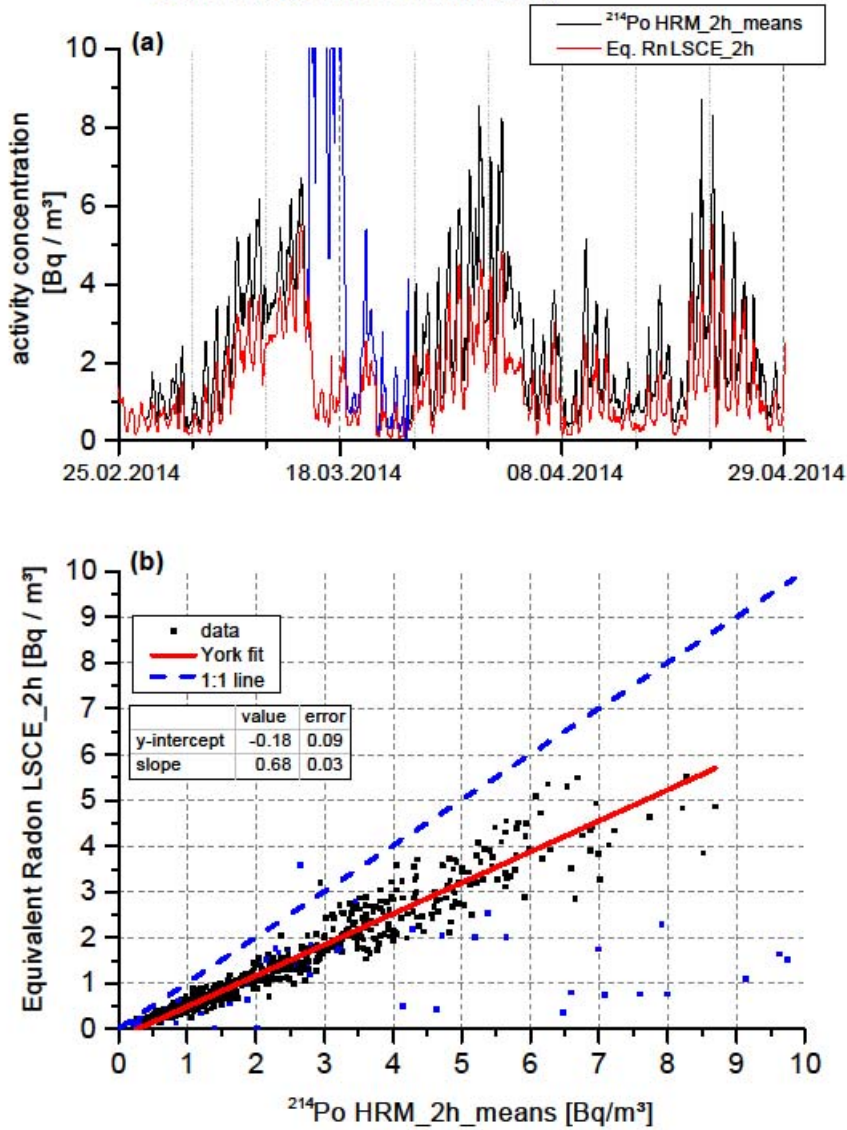 (a)
²¹⁴Po HRM_2h_means
Eq. Rn LSCE_2h
10
8
6
4
2
0
activity concentration
[Bq / m³]
25.02.2014 18.03.2014 08.04.2014 29.04.2014
(b)
10
9
8
7
6
5
4
3
2
1
0
Equivalent Radon LSCE_2h [Bq / m³]
data
York fit
1:1 line
value error
y-intercept -0.18 0.09
slope 0.68 0.03
0 1 2 3 4 5 6 7 8 9 10
²¹⁴Po HRM_2h_means [Bq/m³]